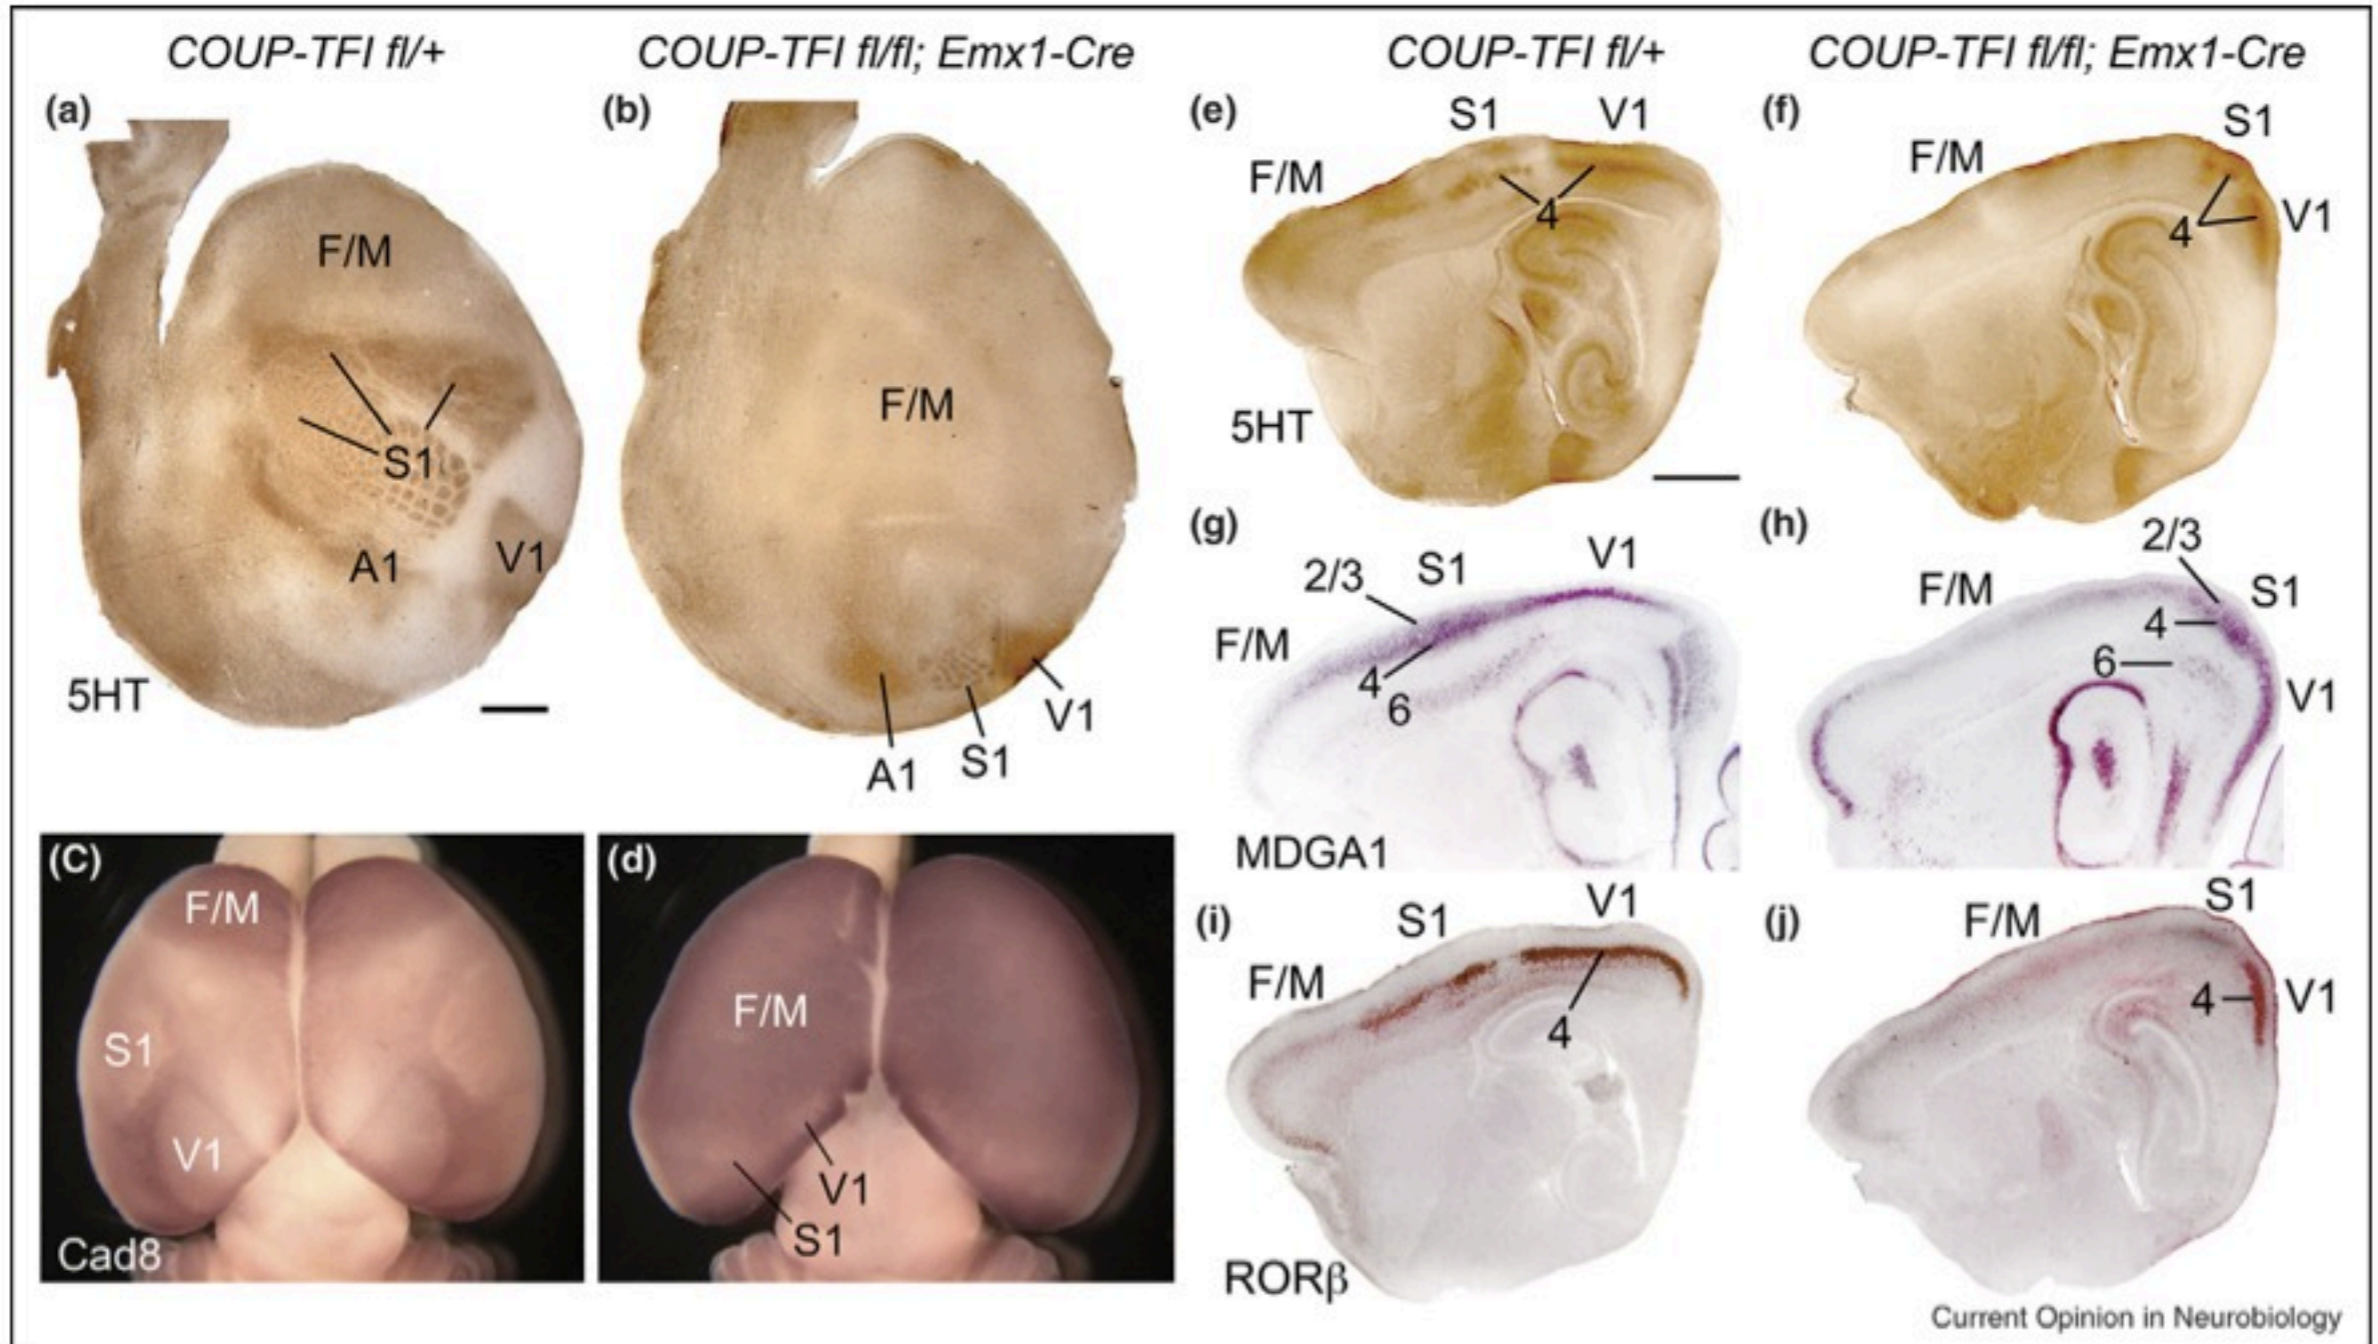 COUP-TFI fl/+
COUP-TFI fl/fl; Emx1-Cre
COUP-TFI fl/+
COUP-TFI fl/fl; Emx1-Cre
(a)
F/M
S1
A1
V1
5HT
(b)
F/M
A1
S1
V1
(C)
F/M
S1
V1
Cad8
(d)
F/M
V1
S1
(e)
S1
V1
F/M
4
5HT
(f)
S1
F/M
4
V1
(g)
V1
S1
2/3
F/M
4
6
MDGA1
(h)
2/3
F/M
S1
4
6
V1
(i)
V1
S1
F/M
4
RORβ
(j)
S1
F/M
4
V1
Current Opinion in Neurobiology